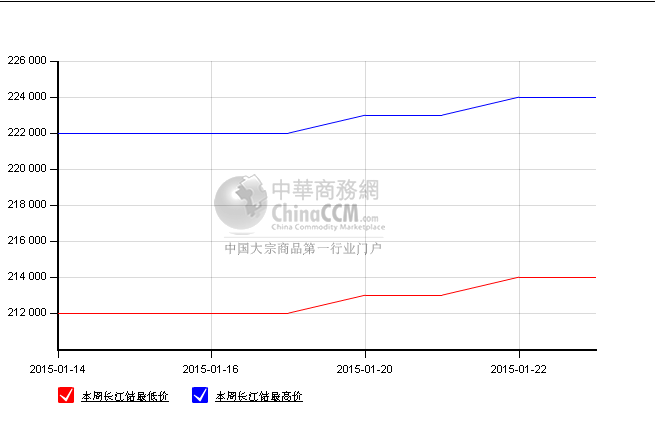 226 000
224 000
222 000
220 000
218 000
216 000
214 000
212 000
中華商務網
ChinaCCM.com
China Commodity Marketplace
中国大宗商品第一行业门户
2015-01-14
2015-01-16
2015-01-20
2015-01-22
本周长江钴最低价
本周长江钴最高价